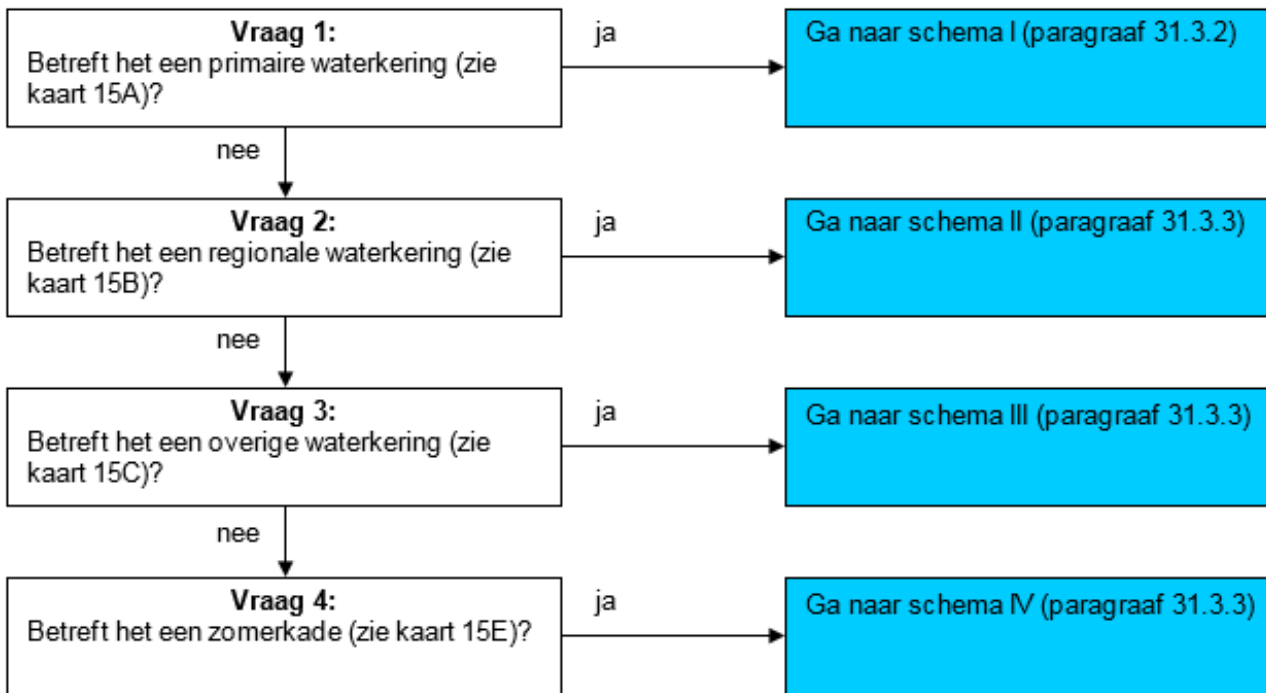 Vraag 1:
Betreft het een primaire waterkering (zie
kaart 15A)?
ja
Ga naar schema I (paragraaf 31.3.2)
nee
Vraag 2:
Betreft het een regionale waterkering (zie
kaart 15B)?
ja
Ga naar schema II (paragraaf 31.3.3)
nee
Vraag 3:
Betreft het een overige waterkering (zie
kaart 15C)?
ja
Ga naar schema III (paragraaf 31.3.3)
nee
Vraag 4:
Betreft het een zomerkade (zie kaart 15E)?
ja
Ga naar schema IV (paragraaf 31.3.3)